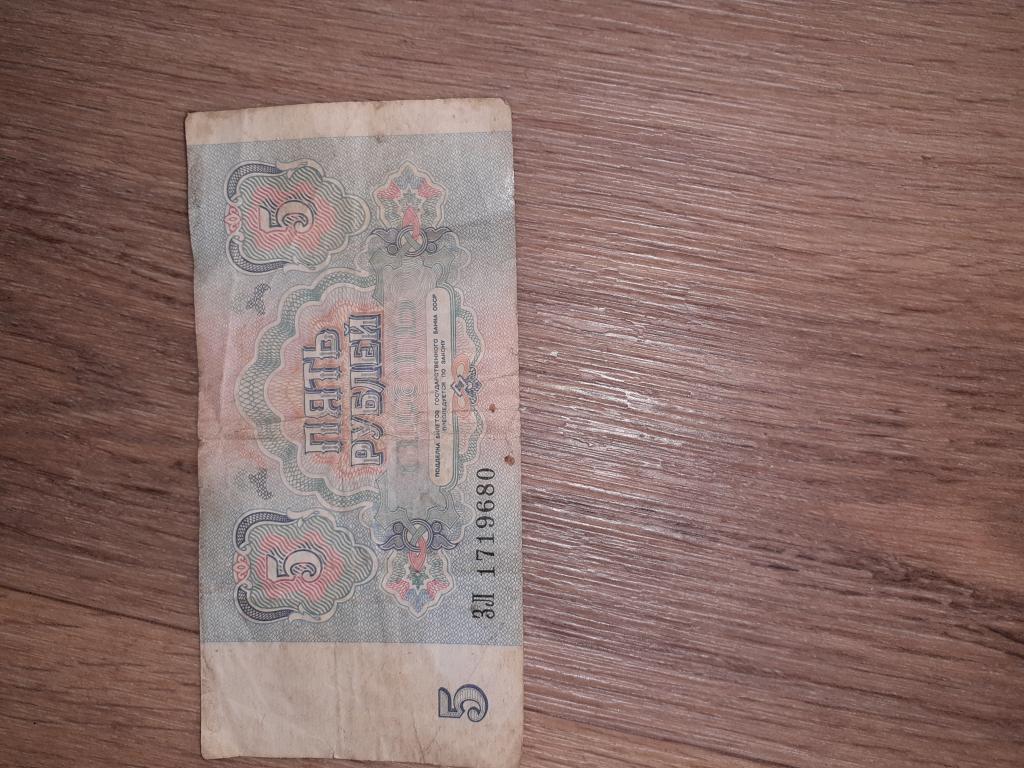 5
5
ПЯТЬ
РУБЛЕЙ
ПОДДЕЛКА БИЛЕТОВ ГОСУДАРСТВЕННОГО БАНКА СССР
ПРЕСЛЕДУЕТСЯ ПО ЗАКОНУ
ЗЛ 1719680
5